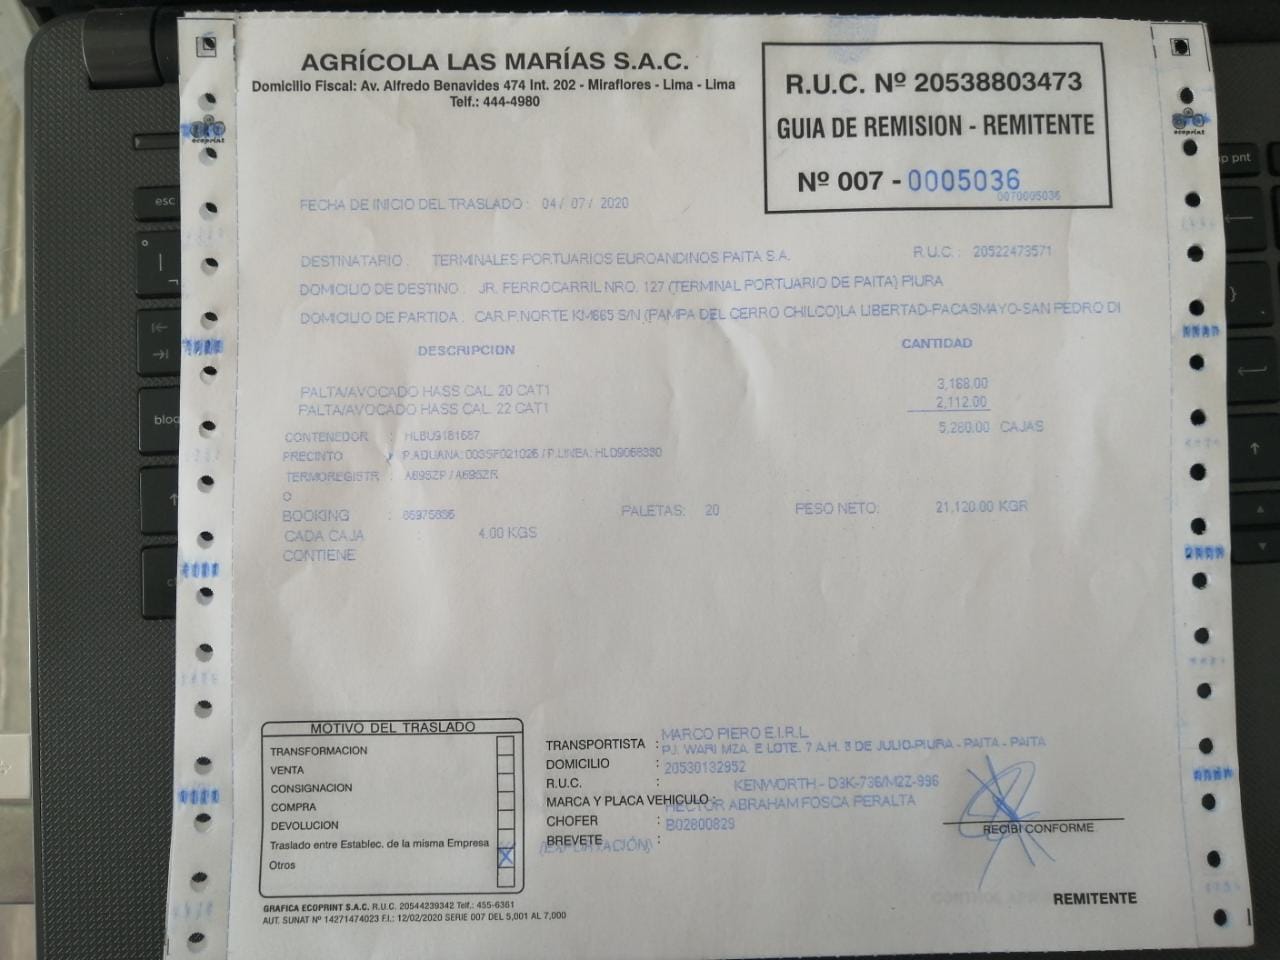 AGRÍCOLA LAS MARÍAS S.A.C.
Domicilio Fiscal: Av. Alfredo Benavides 474 Int. 202 - Miraflores - Lima - Lima
Telf.: 444-4980
R.U.C. Nº 20538803473
GUIA DE REMISION - REMITENTE
Nº 007 - 0005036
0070005036
ecoprint
ecoprint
FECHA DE INICIO DEL TRASLADO : 04/ 07/ 2020
DESTINATARIO : TERMINALES PORTUARIOS EUROANDINOS PAITA S.A. R.U.C.: 20522473571
DOMICILIO DE DESTINO : JR. FERROCARRIL NRO. 127 (TERMINAL PORTUARIO DE PAITA) PIURA
DOMICILIO DE PARTIDA : CAR.P.NORTE KM665 S/N (PAMPA DEL CERRO CHILCO)LA LIBERTAD-PACASMAYO-SAN PEDRO DI
DESCRIPCION CANTIDAD
PALTA/AVOCADO HASS CAL. 20 CAT1 3,168.00
PALTA/AVOCADO HASS CAL. 22 CAT1 2,112.00
5,280.00 CAJAS
CONTENEDOR : HLBU9181687
PRECINTO : P.ADUANA: / P.LINEA:
TERMOREGISTR : A695ZP / A695ZR
O
BOOKING : PALETAS: 20 PESO NETO: 21,120.00 KGR
CADA CAJA : 4.00 KGS
CONTIENE
MOTIVO DEL TRASLADO
TRANSFORMACION
VENTA
CONSIGNACION
COMPRA
DEVOLUCION
Traslado entre Establec. de la misma Empresa
Otros X (EXPORTACIÓN)
TRANSPORTISTA : MARCO PIERO E.I.R.L
DOMICILIO : PJ. WARI MZA. E LOTE. 7 A.H. 8 DE JULIO-PIURA - PAITA - PAITA
R.U.C. : 20530132952
MARCA Y PLACA VEHICULO : KENWORTH - D3K-736/M2Z-996
CHOFER : HECTOR ABRAHAM FOSCA PERALTA
BREVETE : B02800829
RECIBI CONFORME
REMITENTE
GRAFICA ECOPRINT S.A.C. R.U.C. 20544239342 Telf.: 455-6361
AUT. SUNAT Nº 14271474023 F.I.: 12/02/2020 SERIE 007 DEL 5,001 AL 7,000
esc
bloq